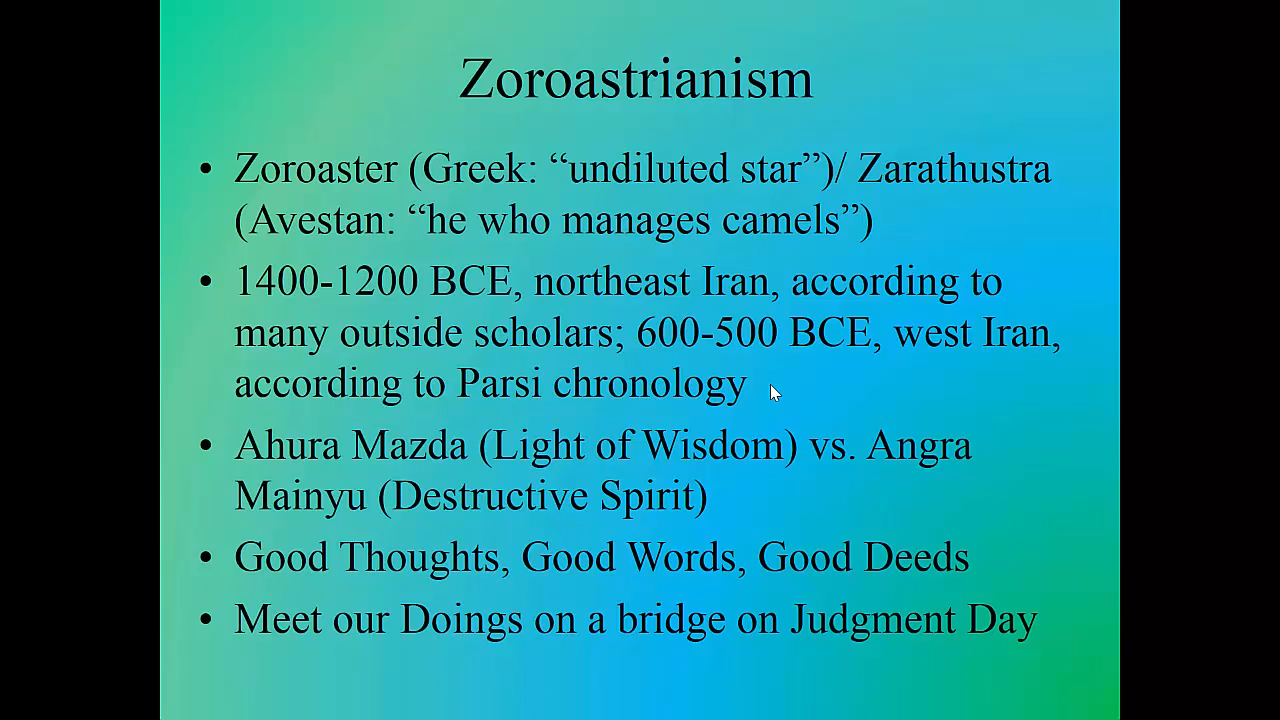 Zoroastrianism
• Zoroaster (Greek: “undiluted star”)/ Zarathustra
(Avestan: “he who manages camels”)
• 1400-1200 BCE, northeast Iran, according to
many outside scholars; 600-500 BCE, west Iran,
according to Parsi chronology
• Ahura Mazda (Light of Wisdom) vs. Angra
Mainyu (Destructive Spirit)
• Good Thoughts, Good Words, Good Deeds
• Meet our Doings on a bridge on Judgment Day